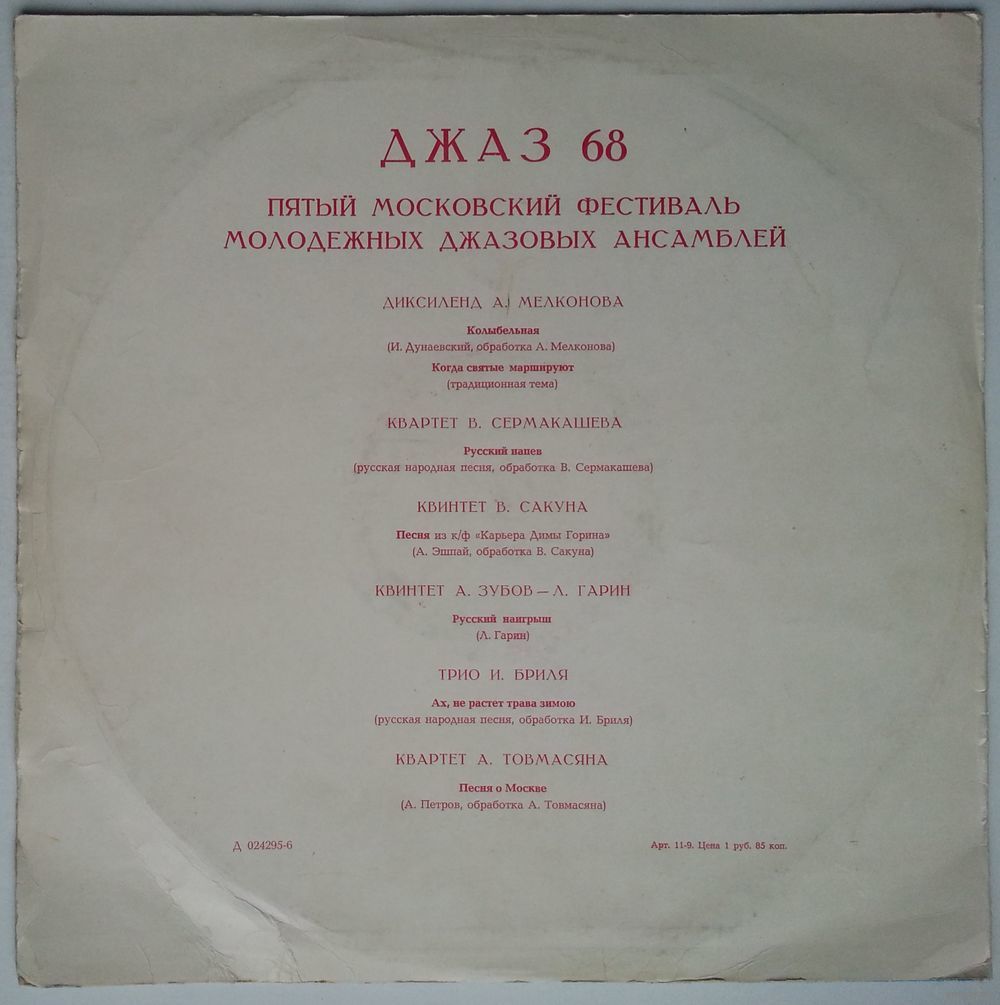 ДЖАЗ 68
ПЯТЫЙ МОСКОВСКИЙ ФЕСТИВАЛЬ
МОЛОДЕЖНЫХ ДЖАЗОВЫХ АНСАМБЛЕЙ
ДИКСИЛЕНД А. МЕЛКОНОВА
Колыбельная
(И. Дунаевский, обработка А. Мелконова)
Когда святые маршируют
(традиционная тема)
КВАРТЕТ В. СЕРМАКАШЕВА
Русский напев
(русская народная песня, обработка В. Сермакашева)
КВИНТЕТ В. САКУНА
Песня из к/ф «Карьера Димы Горина»
(А. Эшпай, обработка В. Сакуна)
КВИНТЕТ А. ЗУБОВ — Л. ГАРИН
Русский наигрыш
(Л. Гарин)
ТРИО И. БРИЛЯ
Ах, не растет трава зимою
(русская народная песня, обработка И. Бриля)
КВАРТЕТ А. ТОВМАСЯНА
Песня о Москве
(А. Петров, обработка А. Товмасяна)
Д 024295-6
Арт. 11-9. Цена 1 руб. 85 коп.